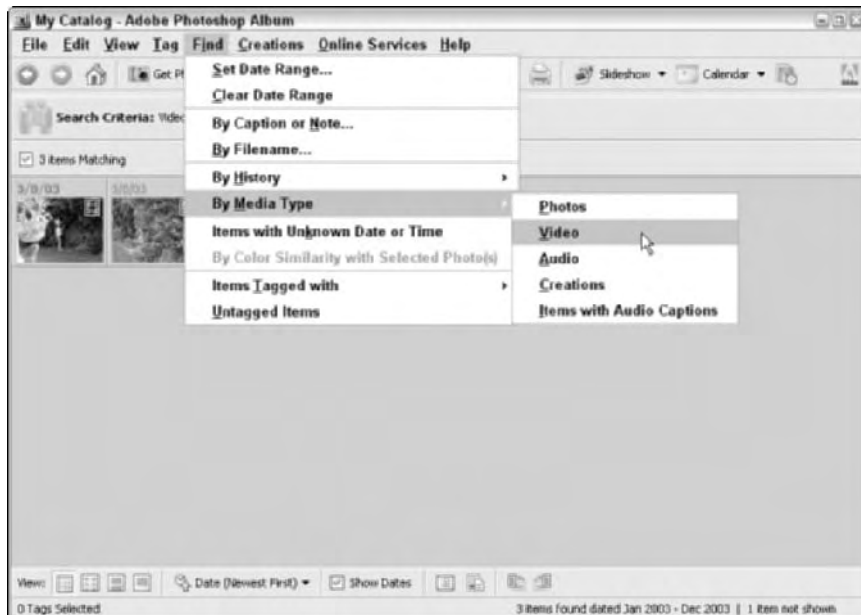 My Catalog - Adobe Photoshop Album
File Edit View Tag Find Creations Online Services Help
Get Ph
Slideshow
Calendar
Search Criteria: Video
3 items Matching
3/8/03
Set Date Range...
Clear Date Range
By Caption or Note...
By Filename...
By History
By Media Type
Items with Unknown Date or Time
By Color Similarity with Selected Photo(s)
Items Tagged with
Untagged Items
Photos
Video
Audio
Creations
Items with Audio Captions
View:
Date (Newest First)
Show Dates
0 Tags Selected
3 items found dated Jan 2003 - Dec 2003 | 1 item not shown